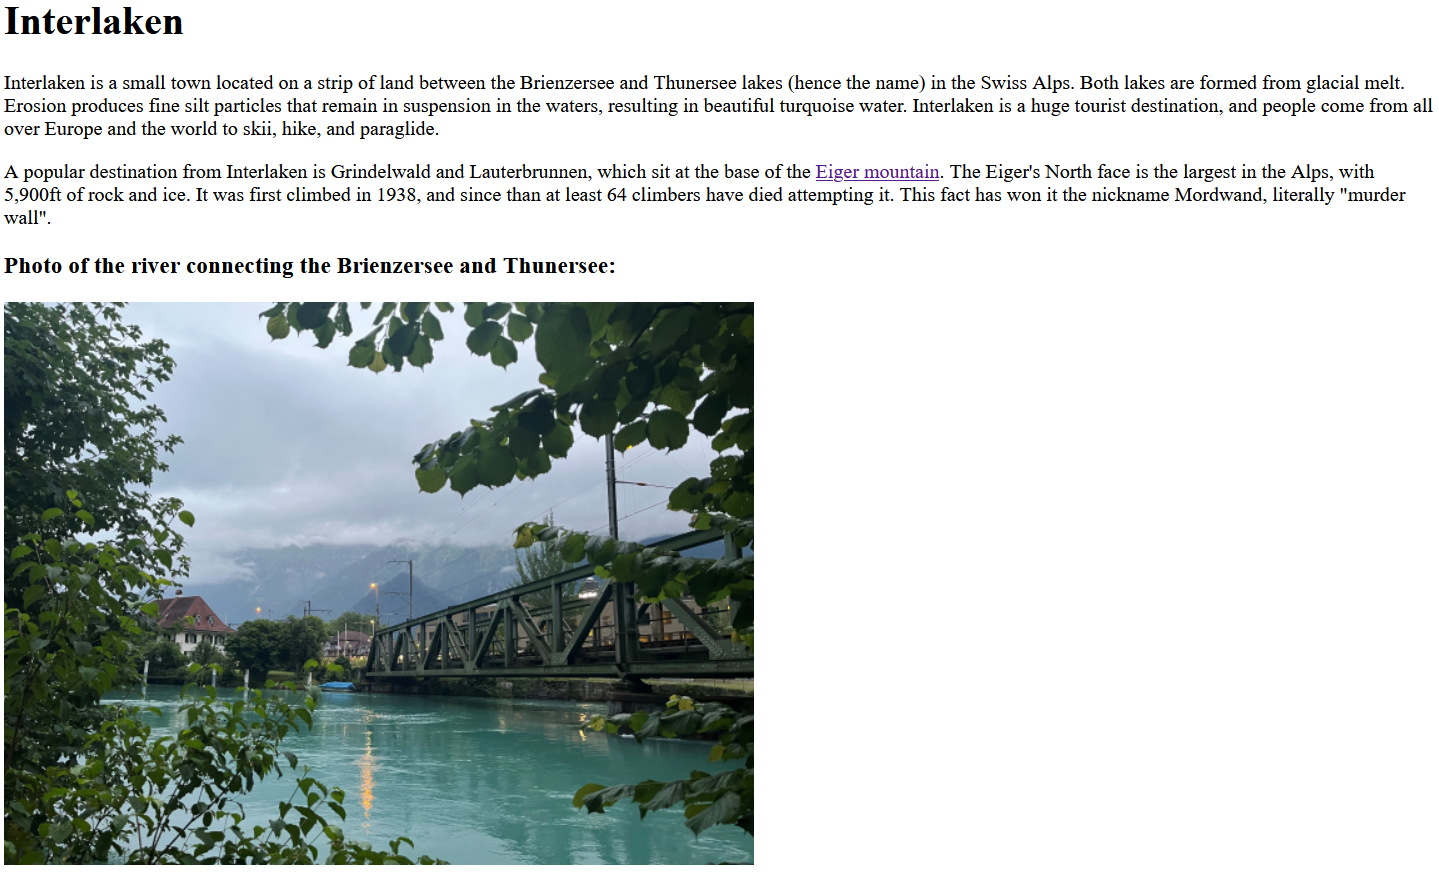 Interlaken
Interlaken is a small town located on a strip of land between the Brienzersee and Thunersee lakes (hence the name) in the Swiss Alps. Both lakes are formed from glacial melt.
Erosion produces fine silt particles that remain in suspension in the waters, resulting in beautiful turquoise water. Interlaken is a huge tourist destination, and people come from all
over Europe and the world to skii, hike, and paraglide.
A popular destination from Interlaken is Grindelwald and Lauterbrunnen, which sit at the base of the Eiger mountain. The Eiger's North face is the largest in the Alps, with
5,900ft of rock and ice. It was first climbed in 1938, and since than at least 64 climbers have died attempting it. This fact has won it the nickname Mordwand, literally "murder
wall".
Photo of the river connecting the Brienzersee and Thunersee: